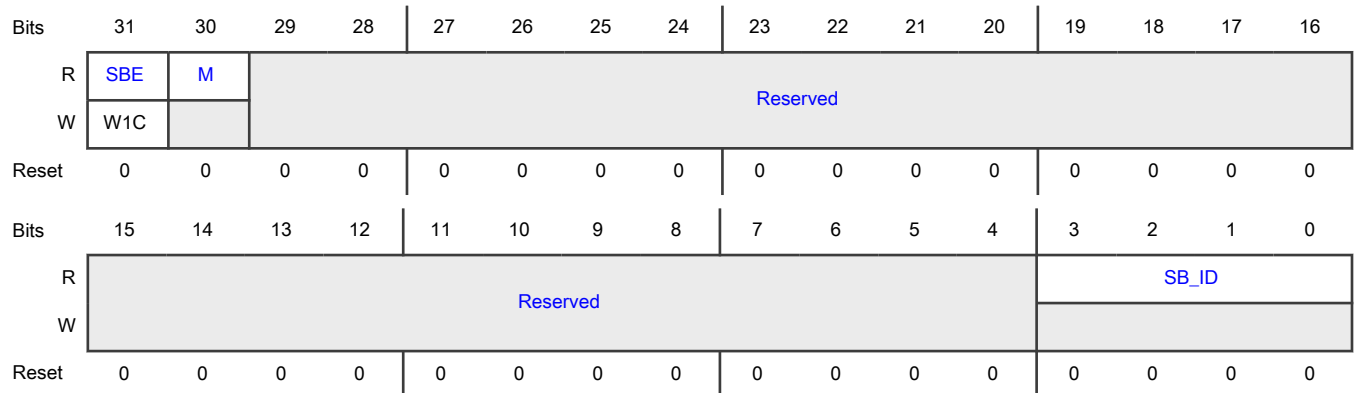 Bits 31 30 29 28 27 26 25 24 23 22 21 20 19 18 17 16
R SBE M
Reserved
W W1C
Reset 0 0 0 0 0 0 0 0 0 0 0 0 0 0 0 0
Bits 15 14 13 12 11 10 9 8 7 6 5 4 3 2 1 0
R SB_ID
Reserved
W
Reset 0 0 0 0 0 0 0 0 0 0 0 0 0 0 0 0